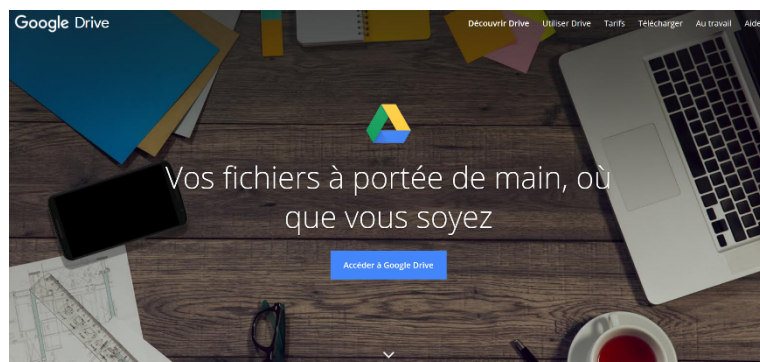 Google Drive
Découvrir Drive Utiliser Drive Tarifs Télécharger Au travail Aide
Vos fichiers à portée de main, où
que vous soyez
Accéder à Google Drive